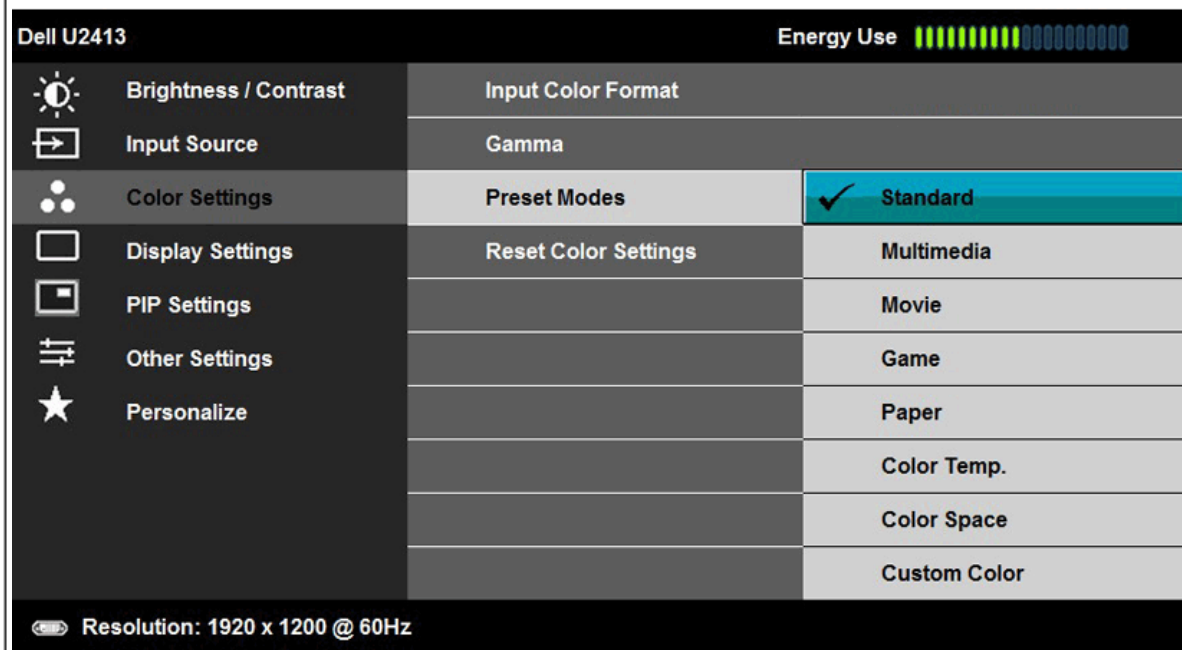 Dell U2413
Energy Use
Brightness / Contrast
Input Color Format
Input Source
Gamma
Color Settings
Preset Modes
Standard
Display Settings
Reset Color Settings
Multimedia
PIP Settings
Movie
Other Settings
Game
Personalize
Paper
Color Temp.
Color Space
Custom Color
Resolution: 1920 x 1200 @ 60Hz